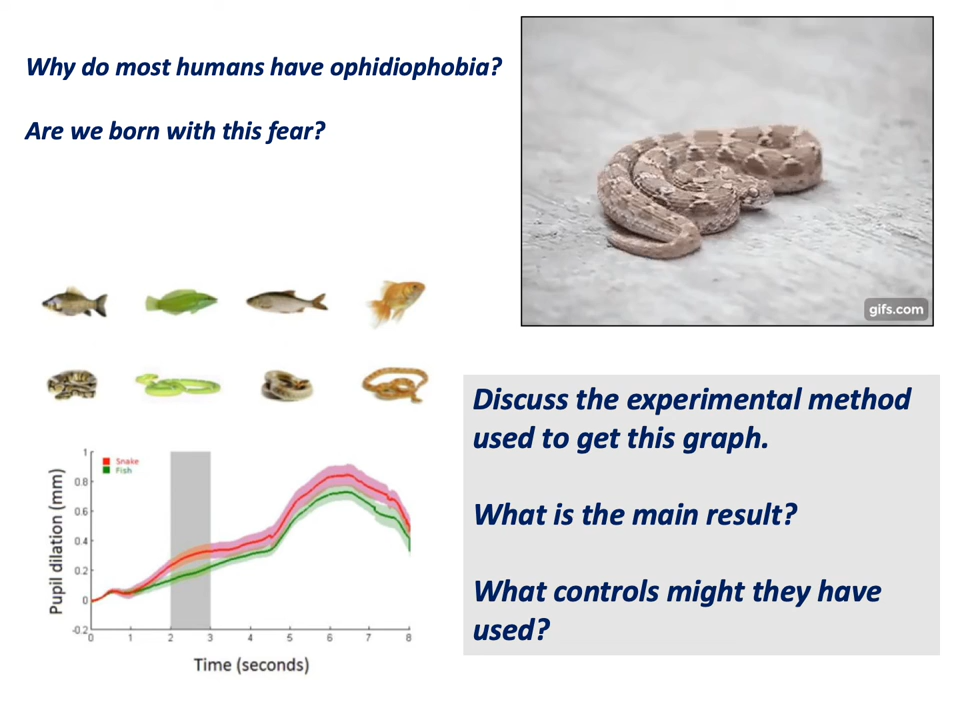 Why do most humans have ophidiophobia?
Are we born with this fear?
gifs.com
Discuss the experimental method
used to get this graph.
What is the main result?
What controls might they have
used?
1
0.8
0.6
0.4
0.2
0
-0.2
Pupil dilation (mm)
Snake
Fish
0 1 2 3 4 5 6 7 8
Time (seconds)